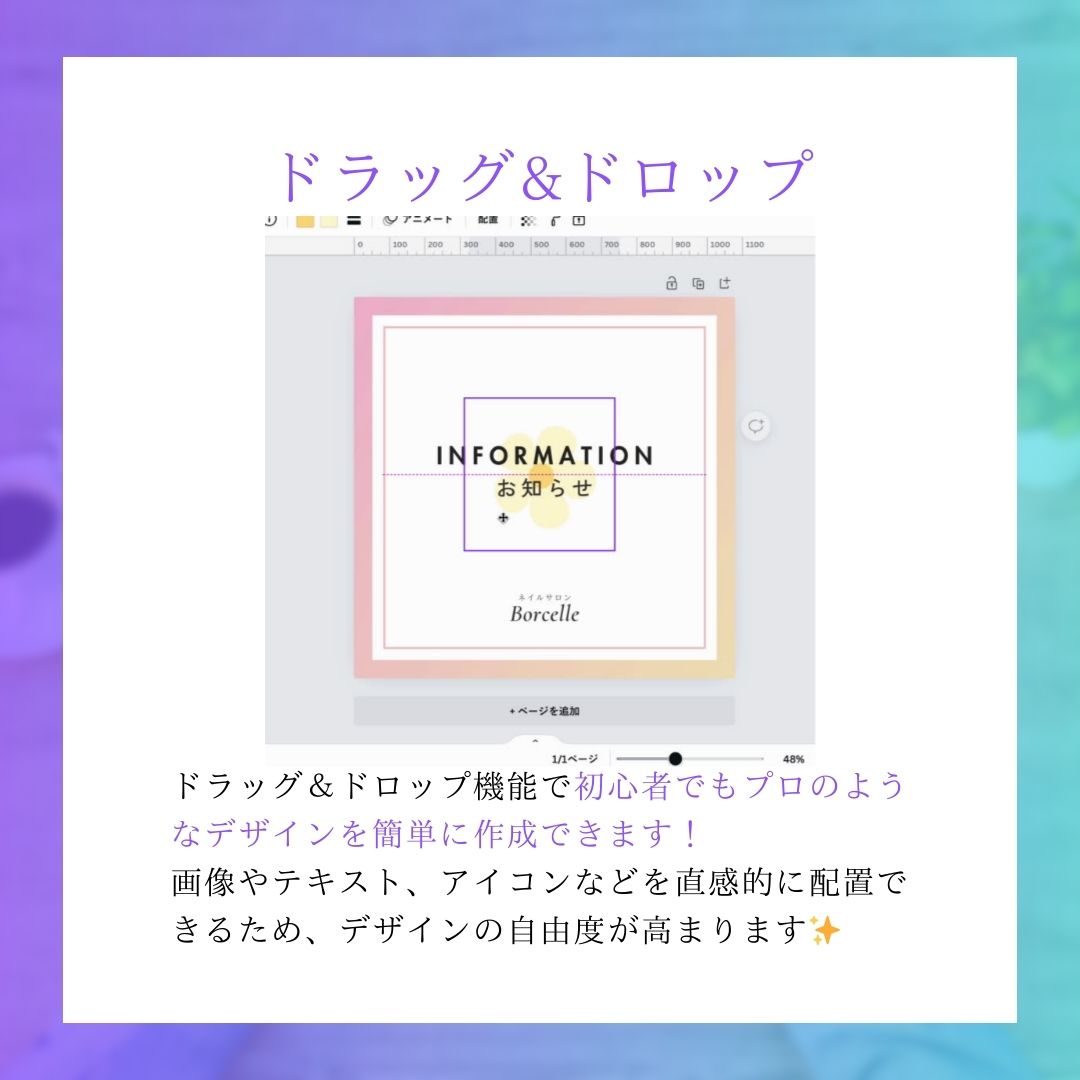 ドラッグ&ドロップ
アニメート 配置
0 100 200 300 400 500 600 700 800 900 1000 1100
INFORMATION
お知らせ
ネイルサロン
Borcelle
+ ページを追加
1/1ページ 48%
ドラッグ＆ドロップ機能で初心者でもプロのよう
なデザインを簡単に作成できます！
画像やテキスト、アイコンなどを直感的に配置で
きるため、デザインの自由度が高まります✨